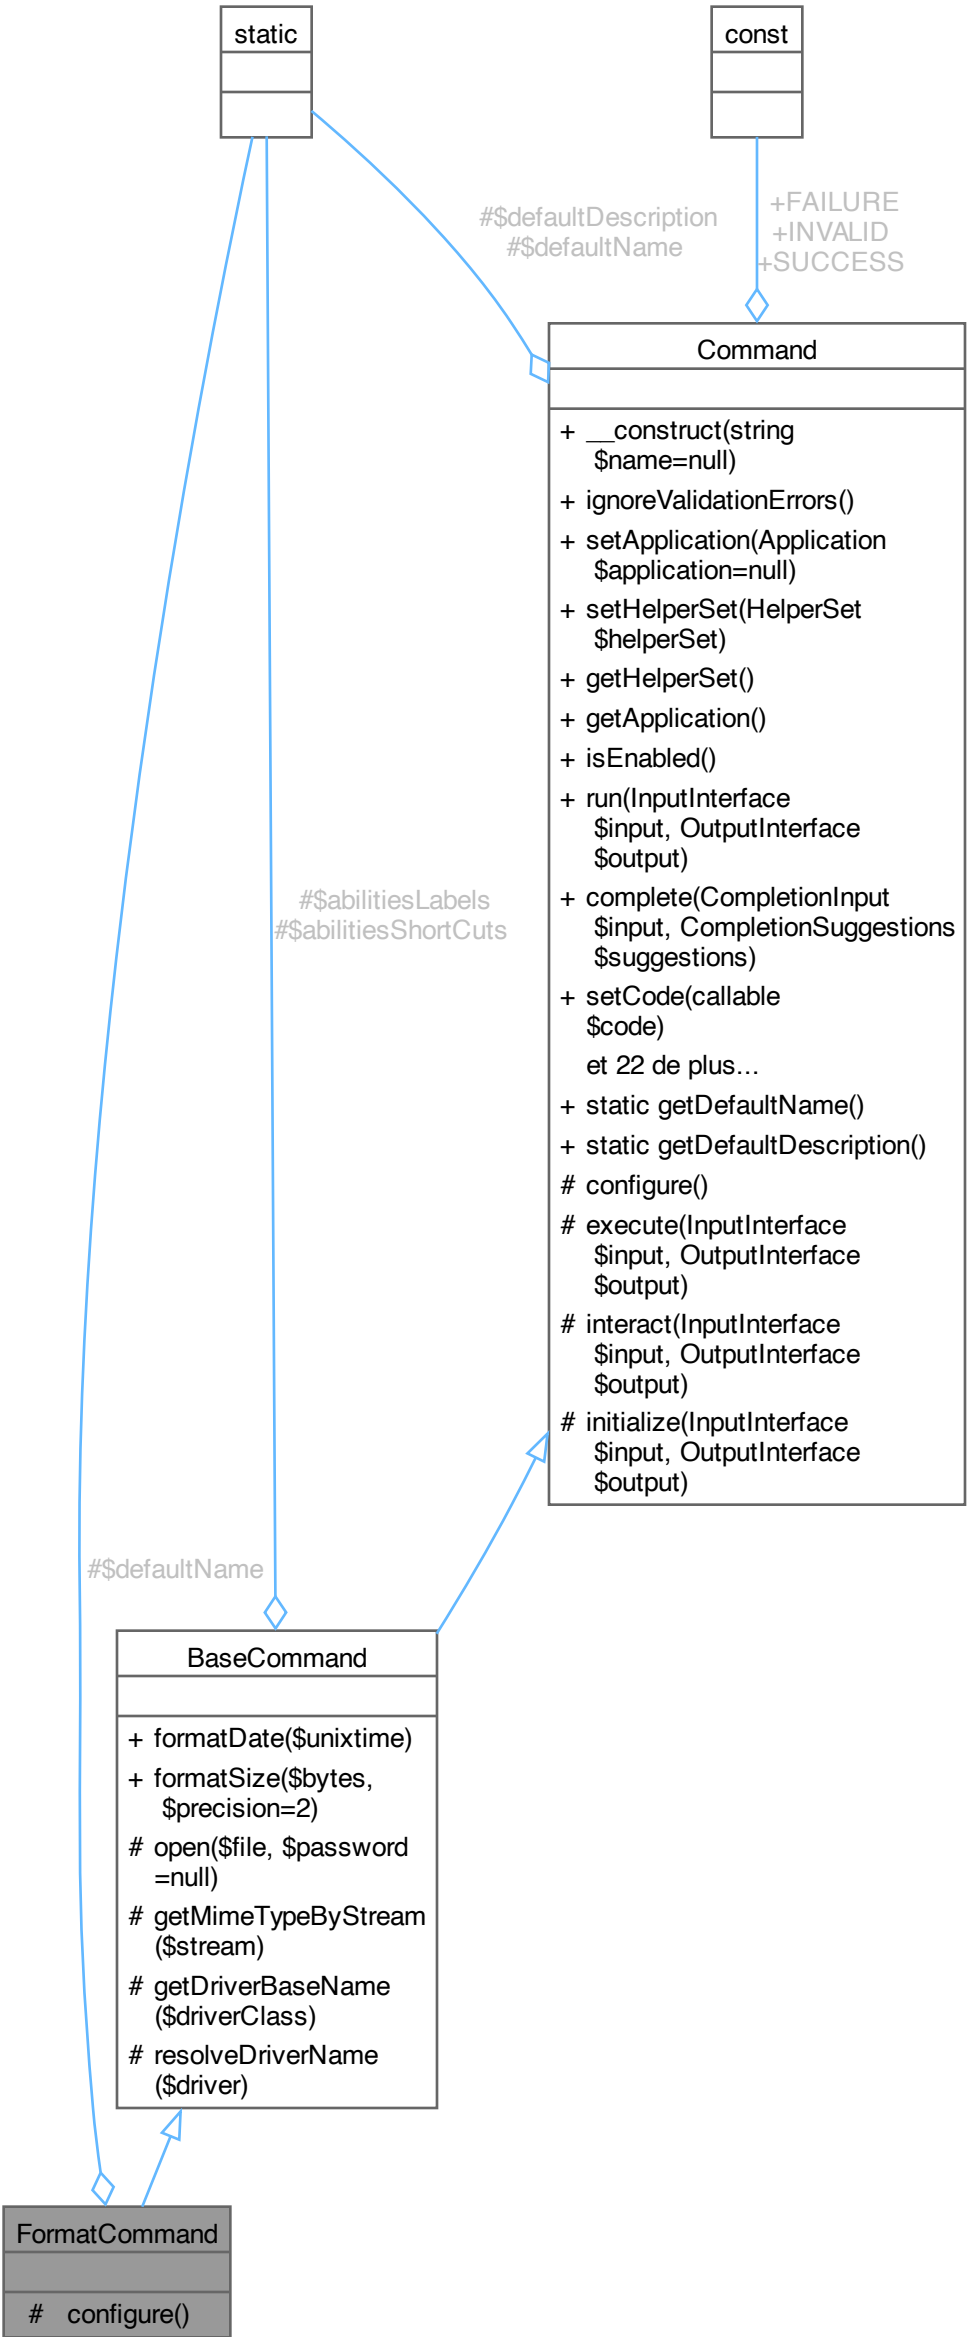 static
const
#$defaultDescription
#$defaultName
+FAILURE
+INVALID
+SUCCESS
Command
+ __construct(string
$name=null)
+ ignoreValidationErrors()
+ setApplication(Application
$application=null)
+ setHelperSet(HelperSet
$helperSet)
+ getHelperSet()
+ getApplication()
+ isEnabled()
+ run(InputInterface
$input, OutputInterface
$output)
+ complete(CompletionInput
$input, CompletionSuggestions
$suggestions)
+ setCode(callable
$code)
et 22 de plus...
+ static getDefaultName()
+ static getDefaultDescription()
# configure()
# execute(InputInterface
$input, OutputInterface
$output)
# interact(InputInterface
$input, OutputInterface
$output)
# initialize(InputInterface
$input, OutputInterface
$output)
#$abilitiesLabels
#$abilitiesShortCuts
#$defaultName
BaseCommand
+ formatDate($unixtime)
+ formatSize($bytes,
$precision=2)
# open($file, $password
=null)
# getMimeTypeByStream
($stream)
# getDriverBaseName
($driverClass)
# resolveDriverName
($driver)
FormatCommand
# configure()